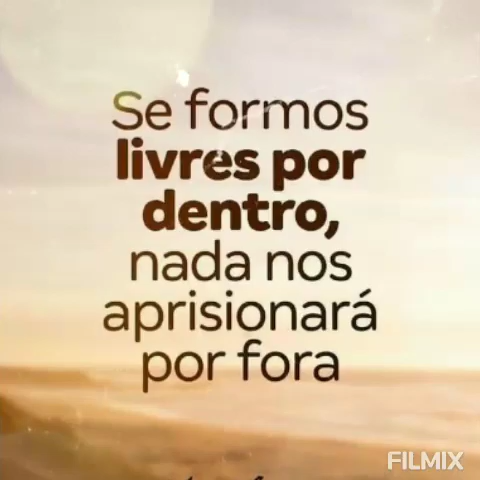 Se formos
livres por
dentro,
nada nos
aprisionará
por fora
FILMIX